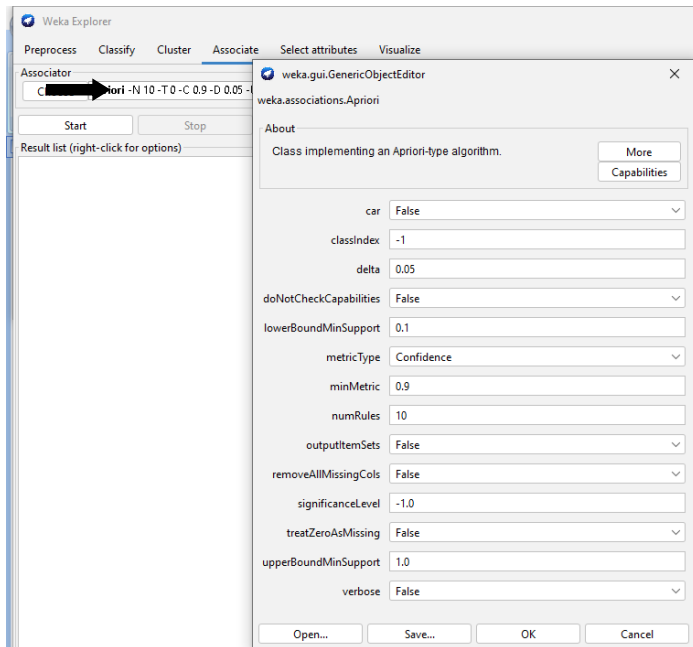 Weka Explorer
Preprocess Classify Cluster Associate Select attributes Visualize
Associator
-N 10 -T 0 -C 0.9 -D 0.05
Start Stop
Result list (right-click for options)
weka.gui.GenericObjectEditor
weka.associations.Apriori
About
Class implementing an Apriori-type algorithm.
More
Capabilities
car False
classIndex -1
delta 0.05
doNotCheckCapabilities False
lowerBoundMinSupport 0.1
metricType Confidence
minMetric 0.9
numRules 10
outputItemSets False
removeAllMissingCols False
significanceLevel -1.0
treatZeroAsMissing False
upperBoundMinSupport 1.0
verbose False
Open... Save... OK Cancel